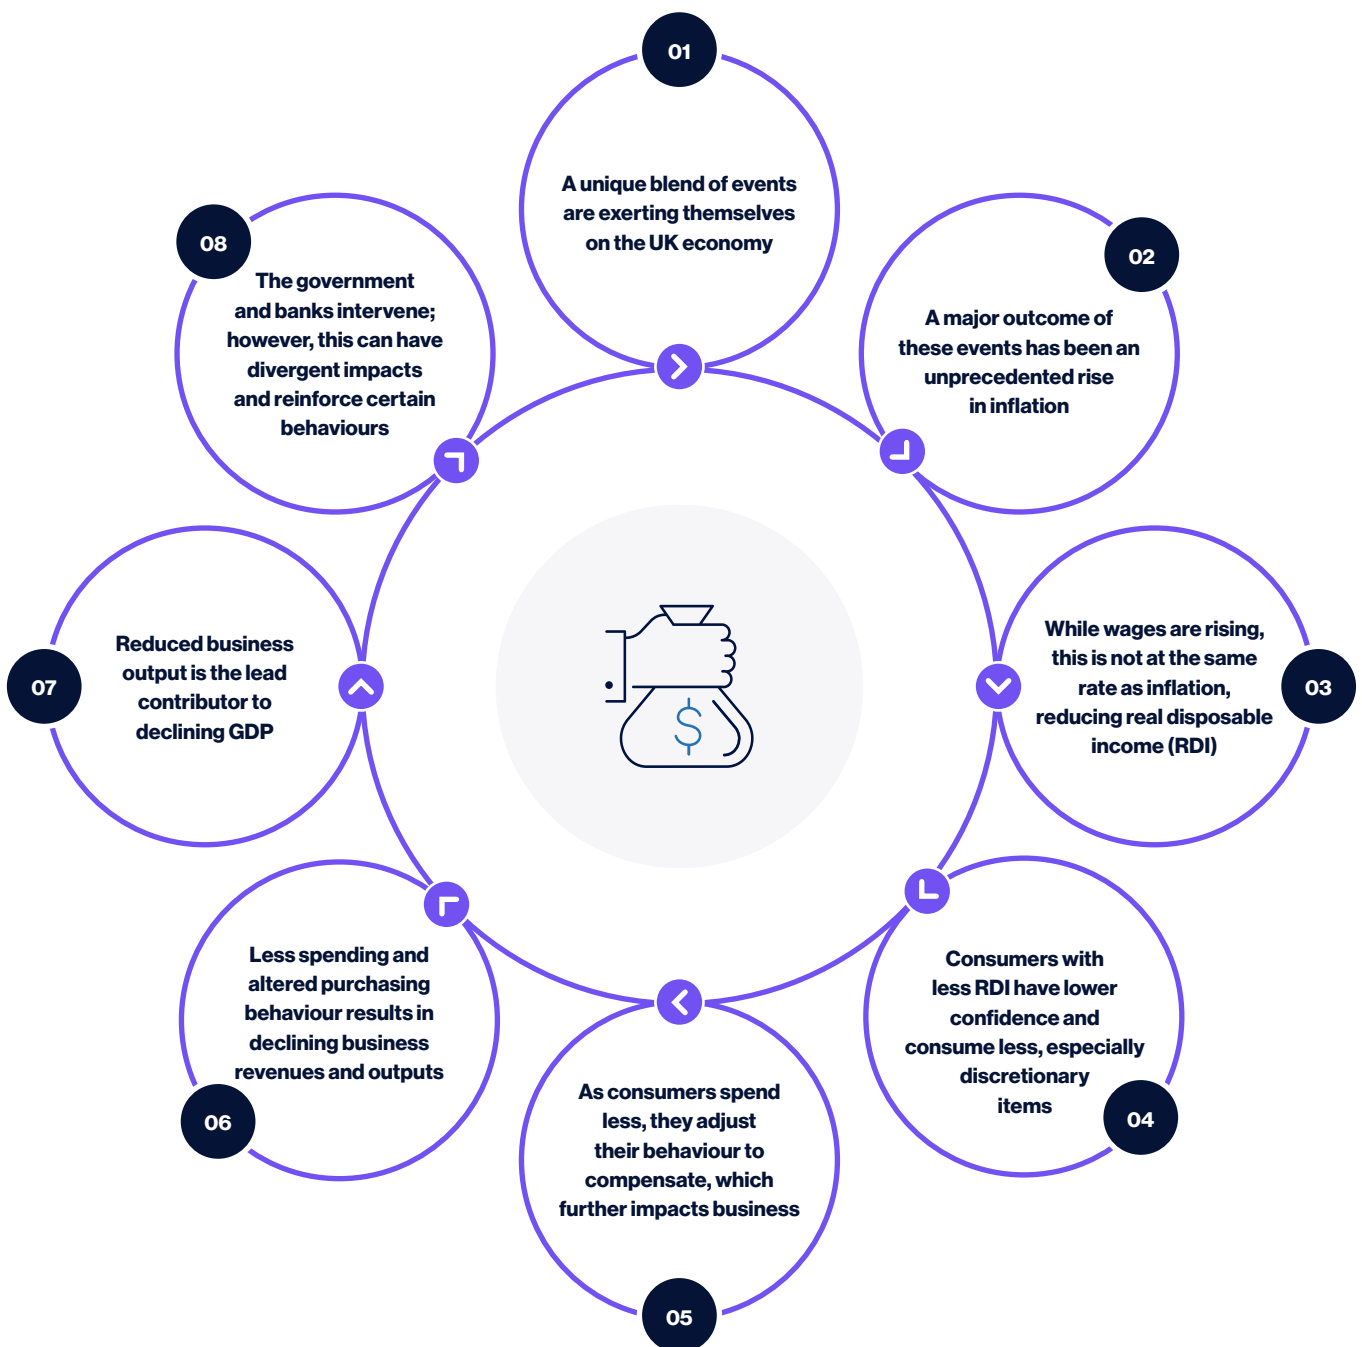 01
A unique blend of events
are exerting themselves
on the UK economy
02
A major outcome of
these events has been an
unprecedented rise
in inflation
03
While wages are rising,
this is not at the same
rate as inflation,
reducing real disposable
income (RDI)
04
Consumers with
less RDI have lower
confidence and
consume less, especially
discretionary
items
05
As consumers spend
less, they adjust
their behaviour to
compensate, which
further impacts business
06
Less spending and
altered purchasing
behaviour results in
declining business
revenues and outputs
07
Reduced business
output is the lead
contributor to
declining GDP
08
The government
and banks intervene;
however, this can have
divergent impacts
and reinforce certain
behaviours
$